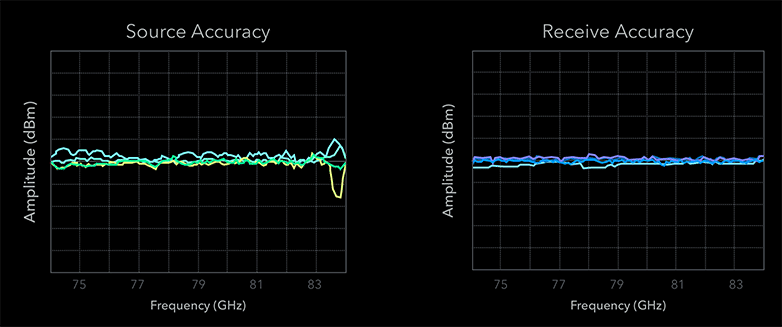 Source Accuracy
Amplitude (dBm)
75 77 79 81 83
Frequency (GHz)
Receive Accuracy
Amplitude (dBm)
75 77 79 81 83
Frequency (GHz)